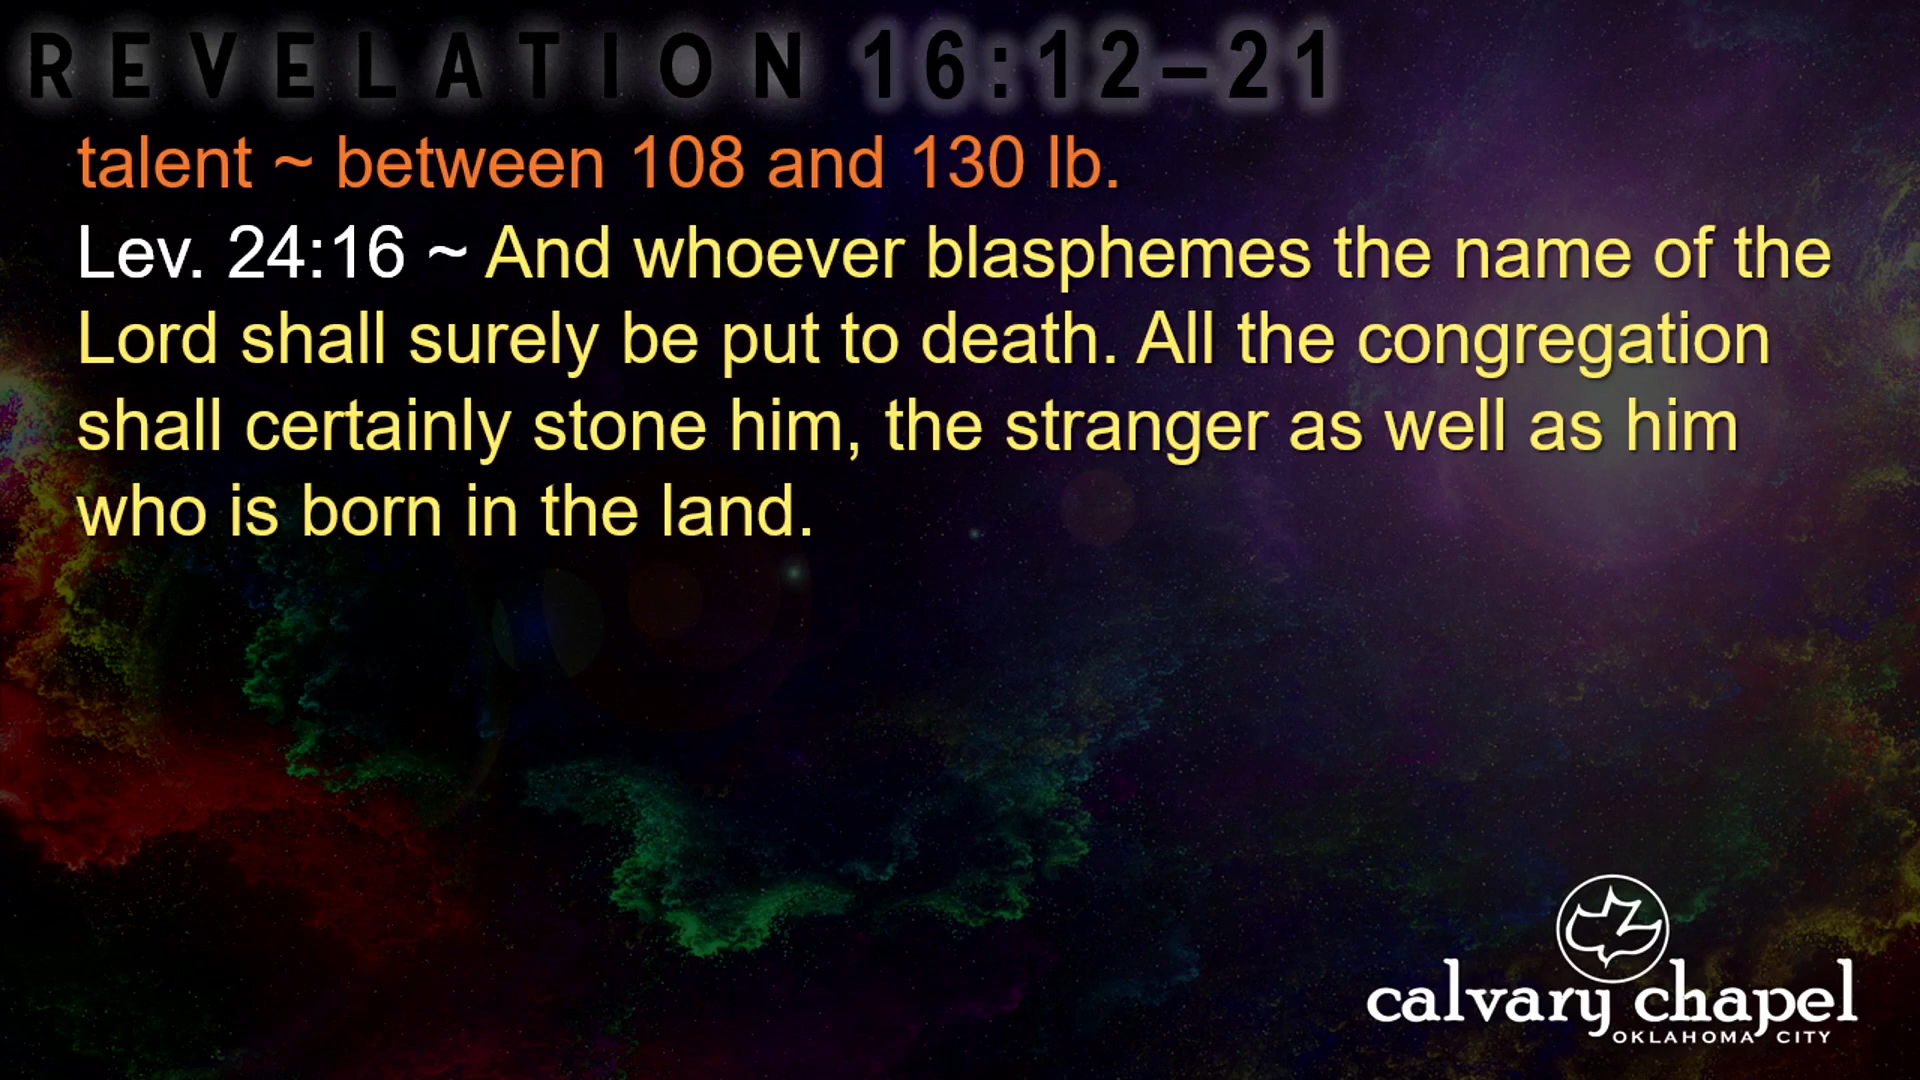 REVELATION 16:12–21
talent ~ between 108 and 130 lb.
Lev. 24:16 ~ And whoever blasphemes the name of the
Lord shall surely be put to death. All the congregation
shall certainly stone him, the stranger as well as him
who is born in the land.
calvary chapel
OKLAHOMA CITY